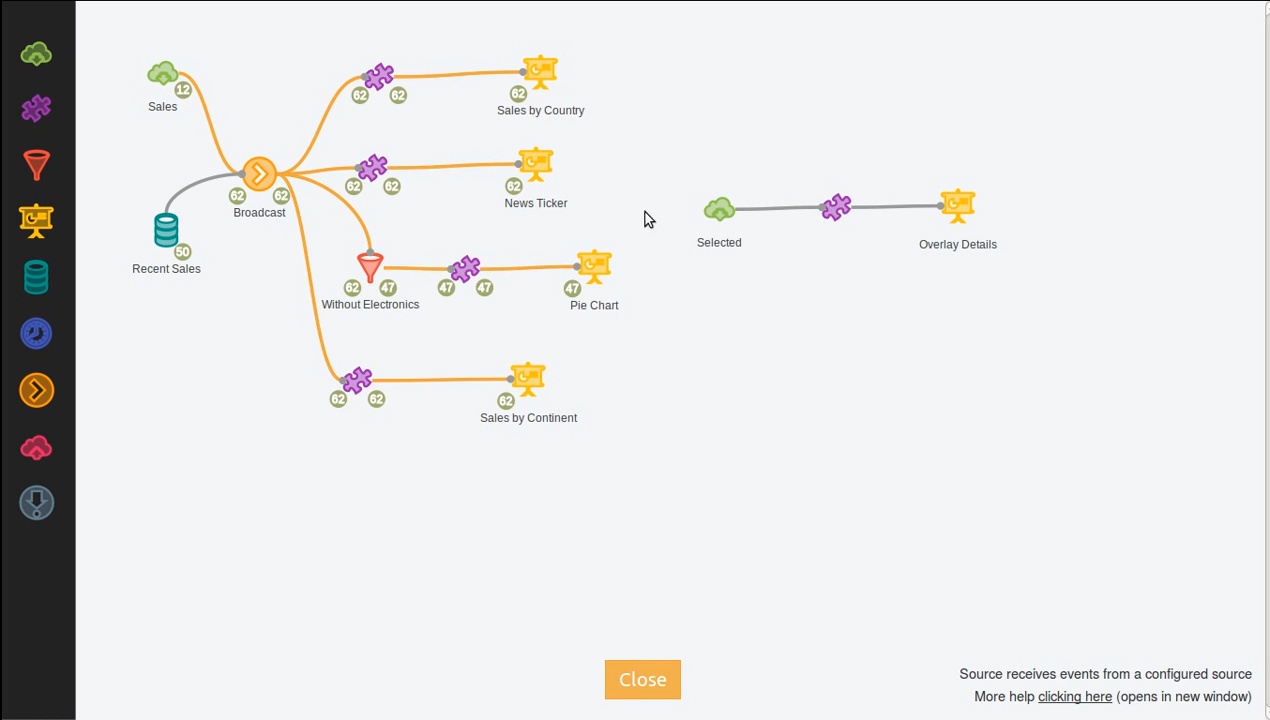 Sales
12
62
62
62
Sales by Country
62
62
Broadcast
62
62
62
News Ticker
Recent Sales
50
62
47
Without Electronics
47
47
47
Pie Chart
62
62
62
Sales by Continent
Selected
Overlay Details
Close
Source receives events from a configured source
More help clicking here (opens in new window)